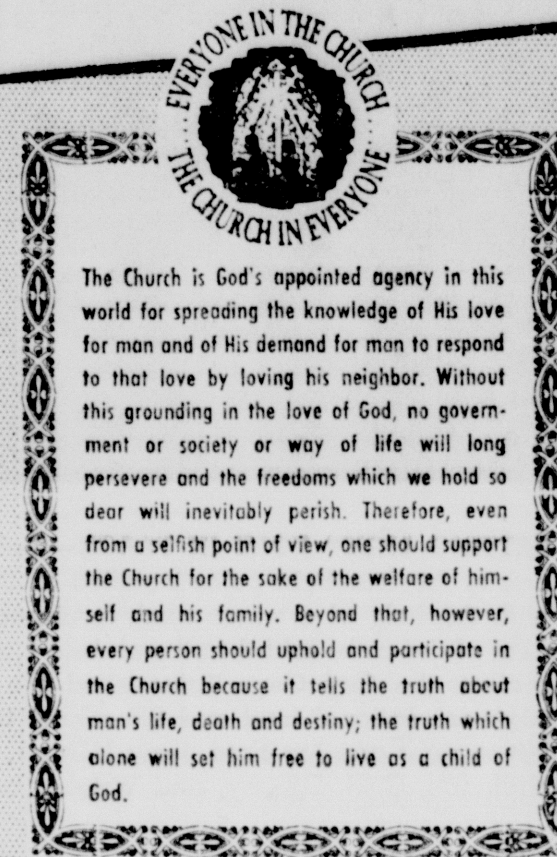 EVERYONE IN THE CHURCH ...
THE CHURCH IN EVERYONE ...
The Church is God's appointed agency in this
world for spreading the knowledge of His love
for man and of His demand for man to respond
to that love by loving his neighbor. Without
this grounding in the love of God, no govern-
ment or society or way of life will long
persevere and the freedoms which we hold so
dear will inevitably perish. Therefore, even
from a selfish point of view, one should support
the Church for the sake of the welfare of him-
self and his family. Beyond that, however,
every person should uphold and participate in
the Church because it tells the truth about
man's life, death and destiny; the truth which
alone will set him free to live as a child of
God.